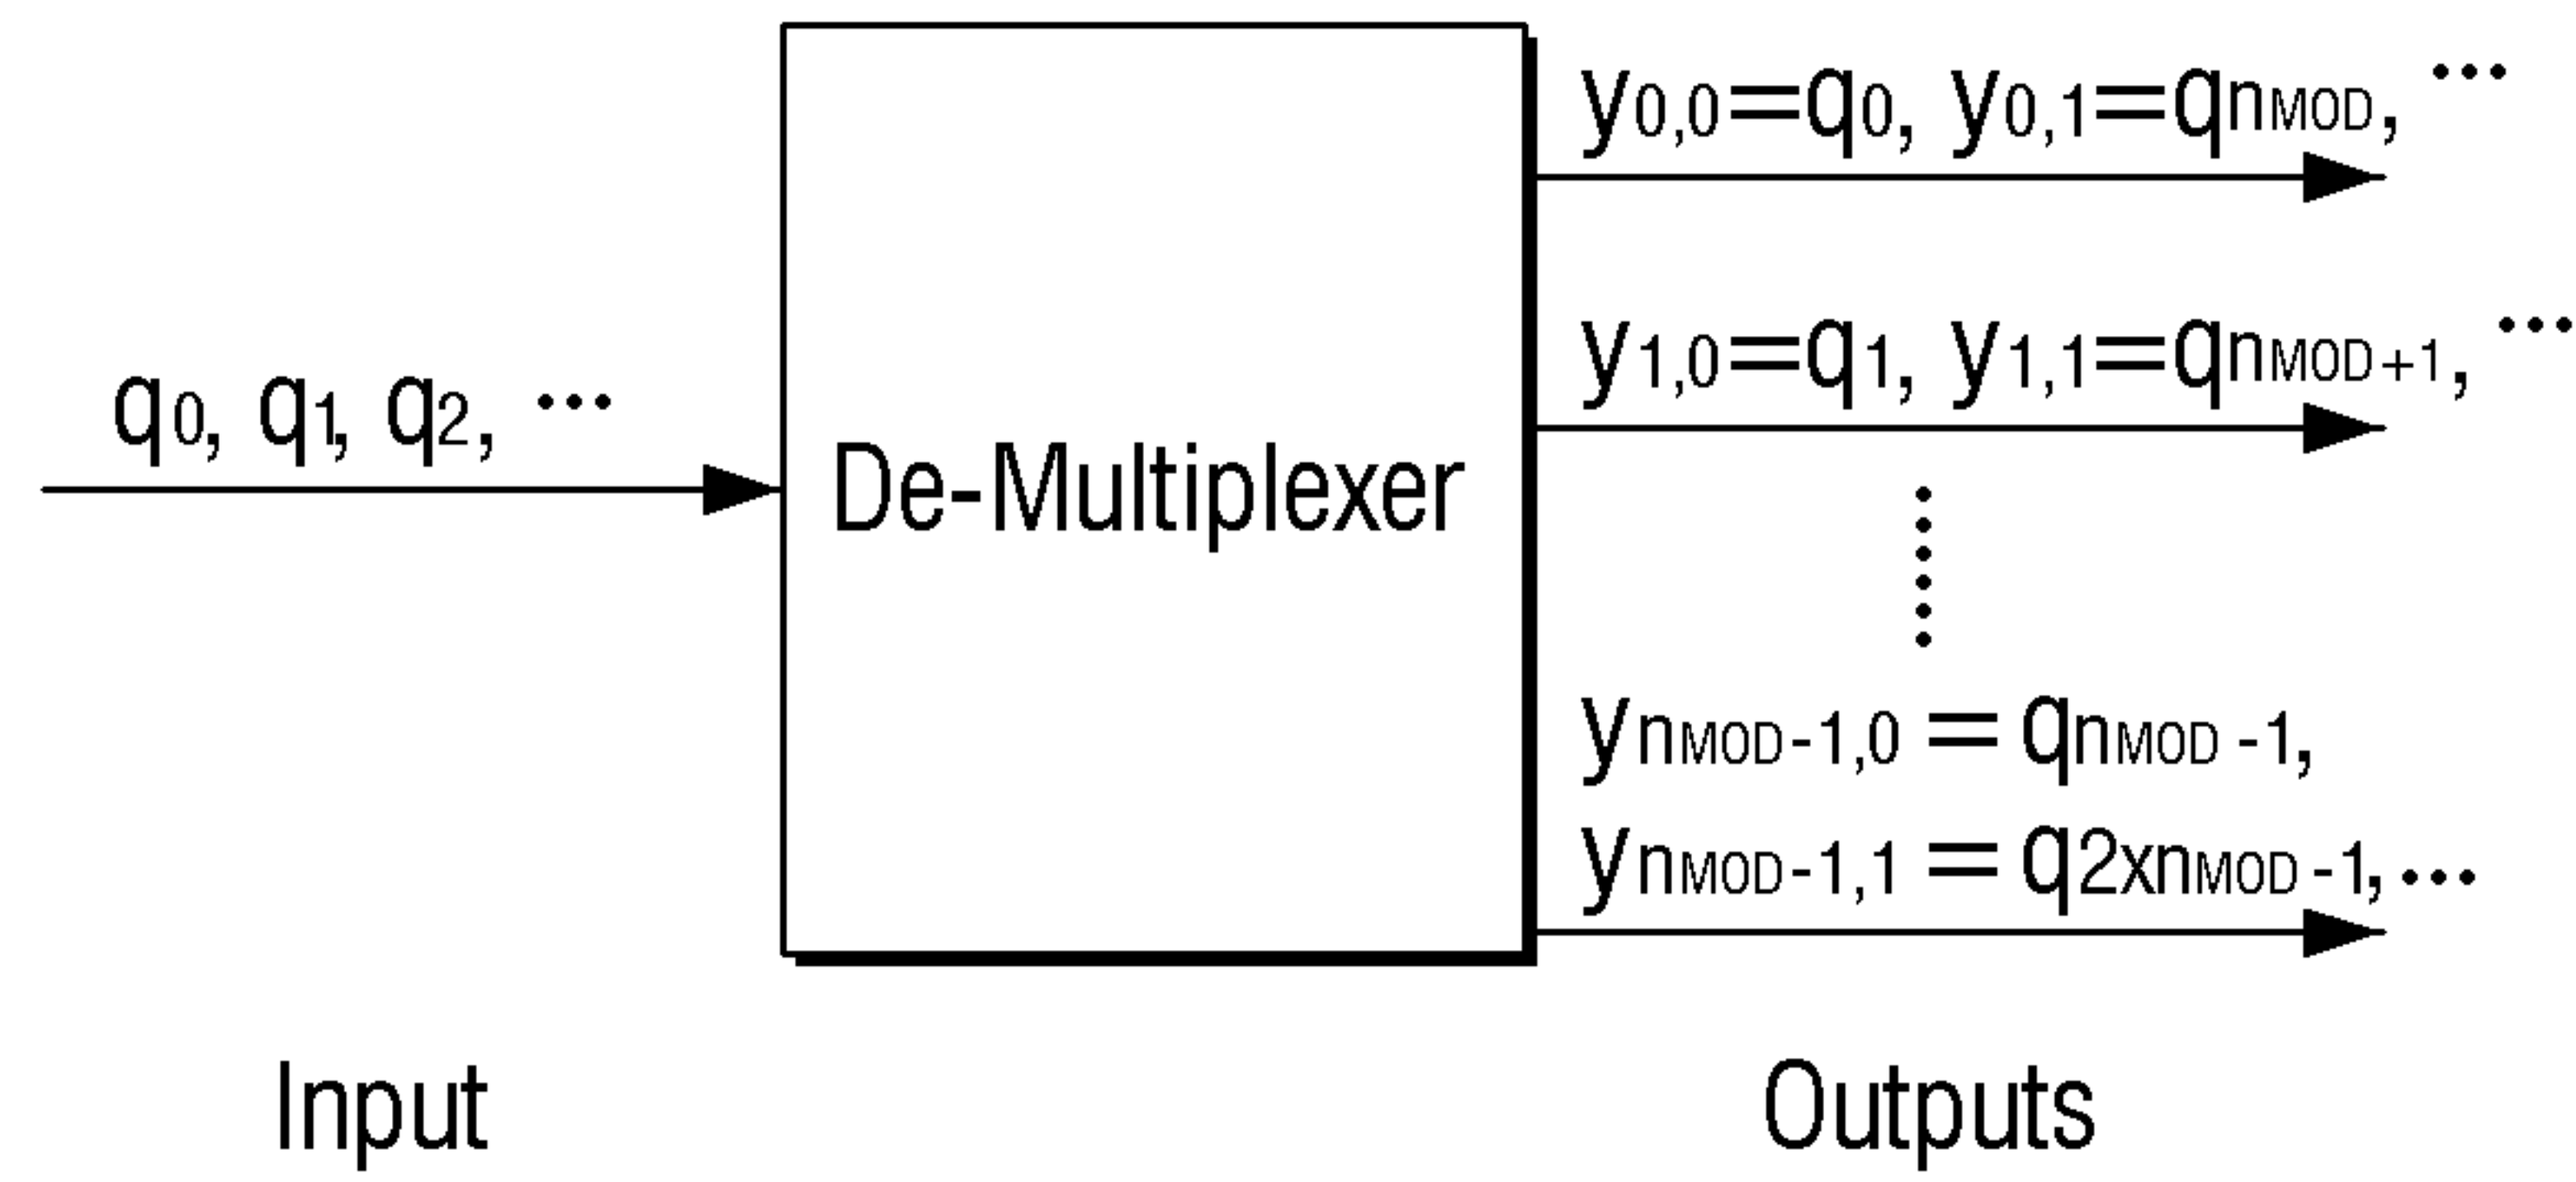 y0,0=q0, y0,1=qnMOD, ...
y1,0=q1, y1,1=qnMOD+1, ...
q0, q1, q2, ...
De-Multiplexer
ynMOD-1,0 = qnMOD -1,
ynMOD-1,1 = q2xnMOD -1, ...
Input
Outputs